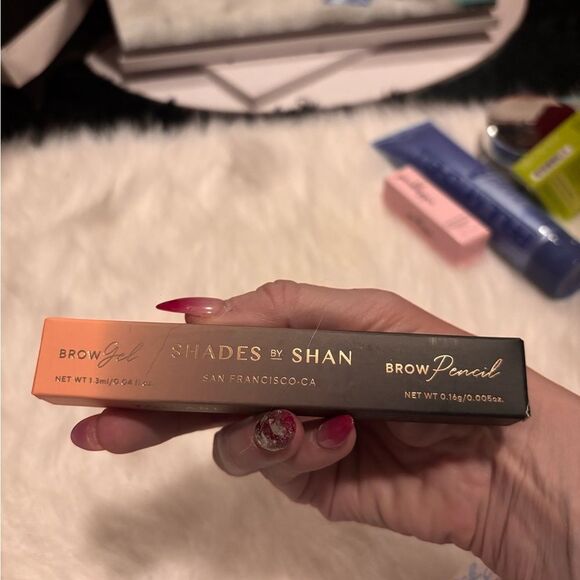 BROW Gel
NET WT 1.3ml/0.04
SHADES BY SHAN
SAN FRANCISCO-CA
BROW Pencil
NET WT 0.16g/0.005oz.